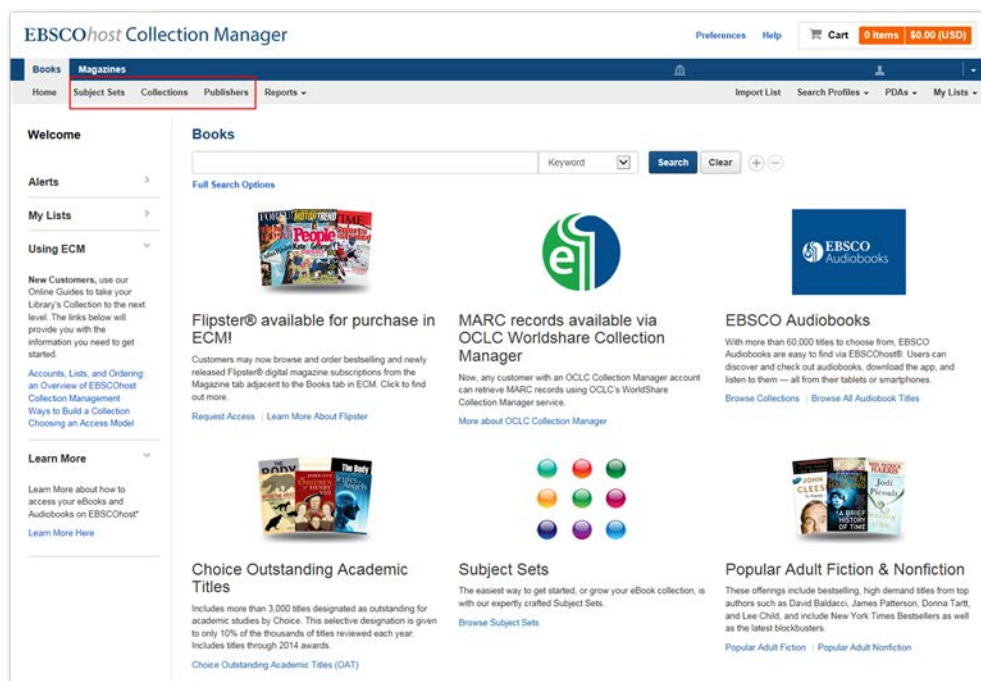 EBSCOhost Collection Manager
Preferences Help Cart 0 Items $0.00 (USD)
Books Magazines
Home Subject Sets Collections Publishers Reports Import List Search Profiles PDAs My Lists
Welcome
Alerts
My Lists
Using ECM
New Customers, use our
Online Guides to take your
Library's Collection to the next
level. The links below will
provide you with the
information you need to get
started.
Accounts, Lists, and Ordering:
an Overview of EBSCOhost
Collection Management
Ways to Build a Collection
Choosing an Access Model
Learn More
Learn More about how to
access your eBooks and
Audiobooks on EBSCOhost*
Learn More Here
Books
Keyword Search Clear
Full Search Options
MOTORTREND
TIME
People
Flipster® available for purchase in
ECM!
Customers may now browse and order bestselling and newly
released Flipster® digital magazine subscriptions from the
Magazine tab adjacent to the Books tab in ECM. Click to find
out more.
Request Access | Learn More About Flipster
MARC records available via
OCLC Worldshare Collection
Manager
Now, any customer with an OCLC Collection Manager account
can retrieve MARC records using OCLC's WorldShare
Collection Manager service.
More about OCLC Collection Manager
EBSCO
Audiobooks
EBSCO Audiobooks
With more than 60,000 titles to choose from, EBSCO
Audiobooks are easy to find via EBSCOhost®. Users can
discover and check out audiobooks, download the app, and
listen to them — all from their tablets or smartphones.
Browse Collections | Browse All Audiobook Titles
The Body
CHILDREN
HENRY
VIII
Choice Outstanding Academic
Titles
Includes more than 3,000 titles designated as outstanding for
academic studies by Choice. This selective designation is given
to only 10% of the thousands of titles reviewed each year.
Includes titles through 2014 awards.
Choice Outstanding Academic Titles (OAT)
Subject Sets
The easiest way to get started, or grow your eBook collection, is
with our expertly crafted Subject Sets.
Browse Subject Sets
JOHN
A BRIEF
HISTORY
OF TIME
Jodi
Picoult
Popular Adult Fiction & Nonfiction
These offerings include bestselling, high demand titles from top
authors such as David Baldacci, James Patterson, Donna Tartt,
and Lee Child, and include New York Times Bestsellers as well
as the latest blockbusters.
Popular Adult Fiction | Popular Adult Nonfiction